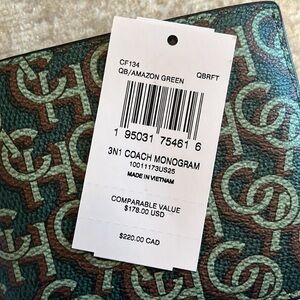 CF134
QB/AMAZON GREEN QBRFT
1 95031 75461 6
3N1 COACH MONOGRAM
10011173US25
MADE IN VIETNAM
COMPARABLE VALUE
$178.00 USD
$220.00 CAD